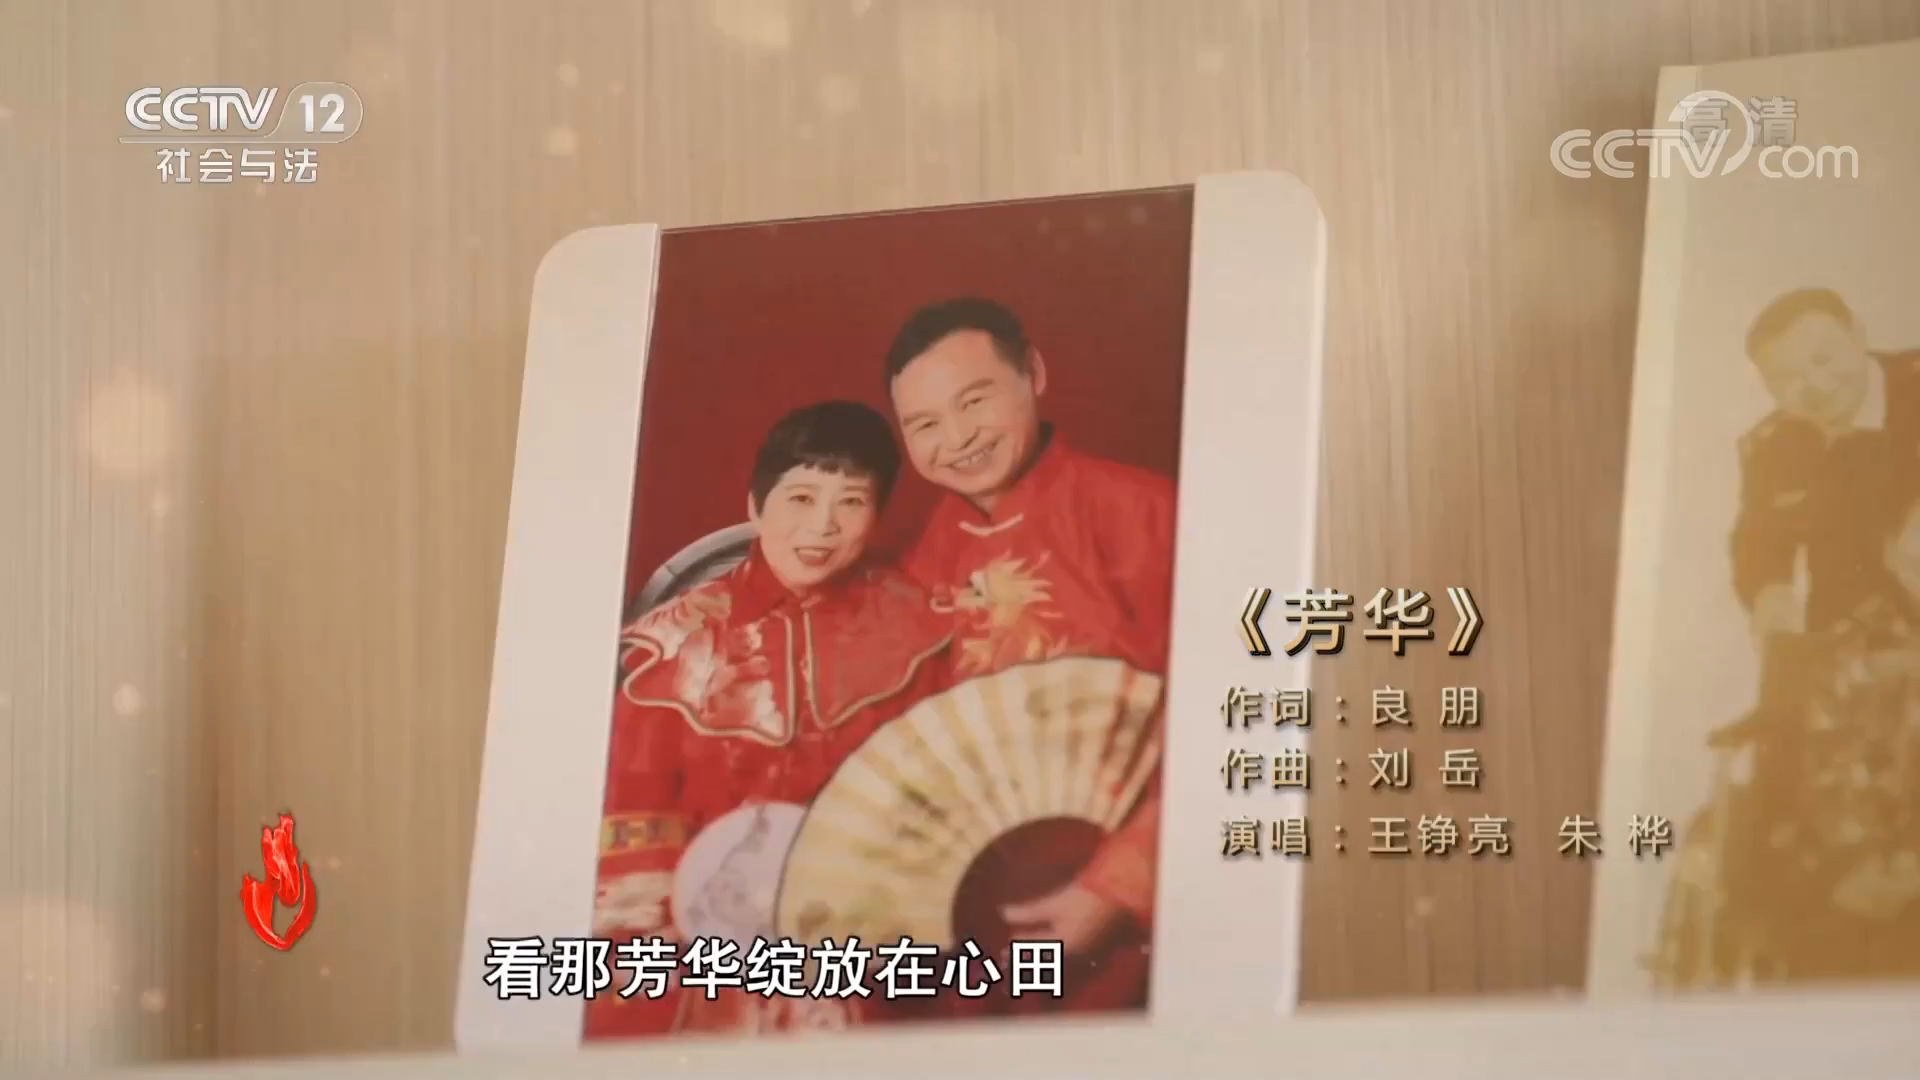 CCTV 12
社会与法
高清
CCTV.com
《芳华》
作词：良 朋
作曲：刘 岳
演唱：王铮亮 朱 桦
看那芳华绽放在心田